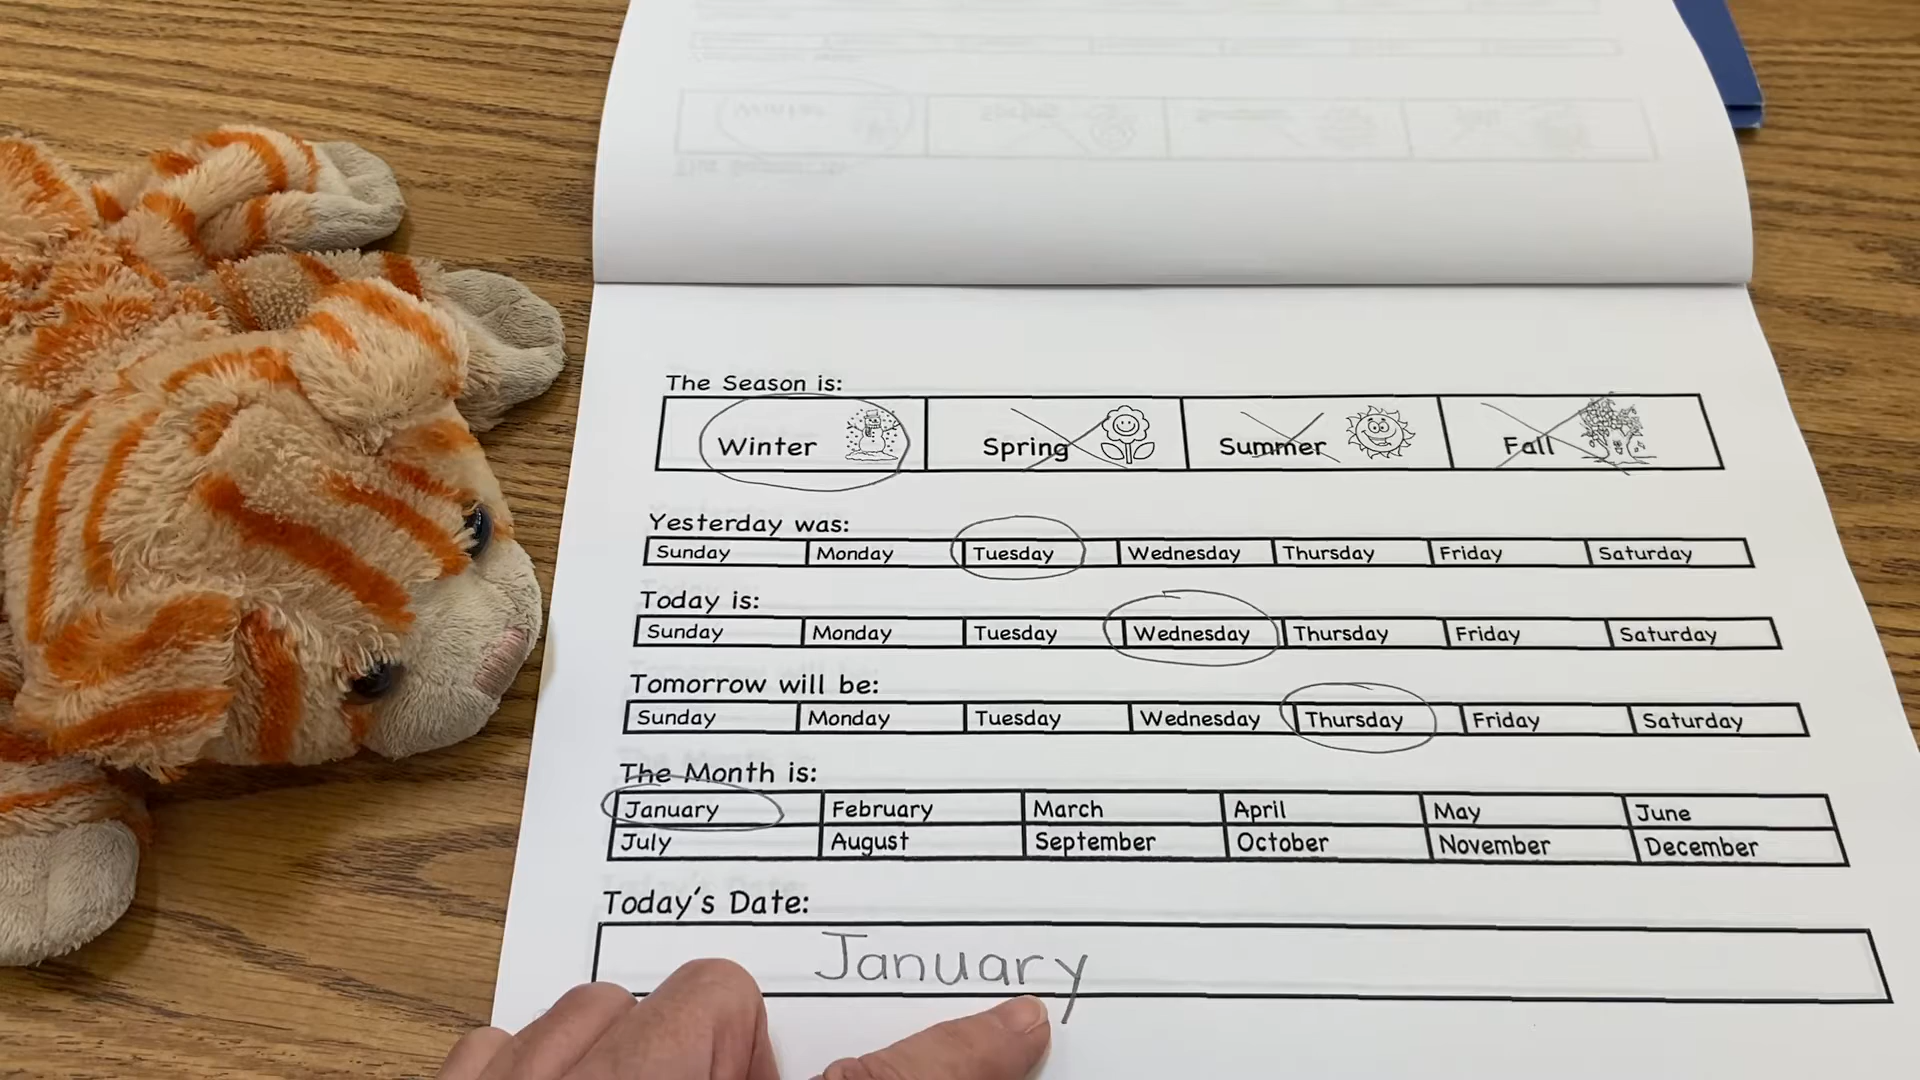 The Season is:
Winter Spring Summer Fall
Yesterday was:
Sunday Monday Tuesday Wednesday Thursday Friday Saturday
Today is:
Sunday Monday Tuesday Wednesday Thursday Friday Saturday
Tomorrow will be:
Sunday Monday Tuesday Wednesday Thursday Friday Saturday
The Month is:
January February March April May June
July August September October November December
Today's Date:
January